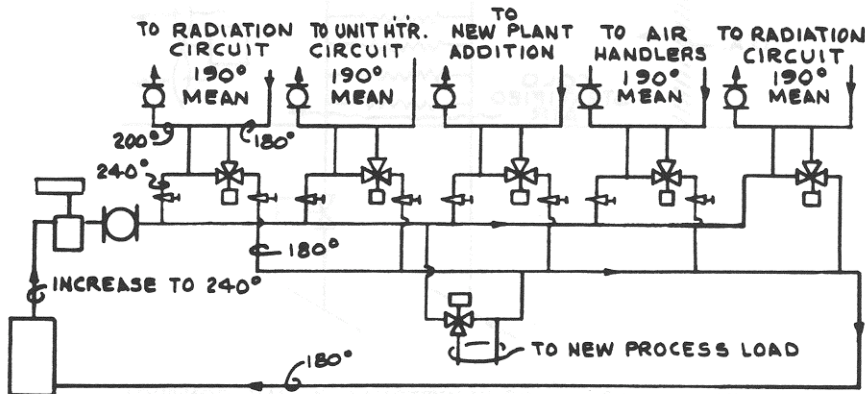 TO RADIATION
CIRCUIT
190°
MEAN
TO UNIT HTR.
CIRCUIT
190°
MEAN
TO
NEW PLANT
ADDITION
TO AIR
HANDLERS
190°
MEAN
TO RADIATION
CIRCUIT
190°
MEAN
200°
180°
240°
180°
INCREASE TO 240°
TO NEW PROCESS LOAD
180°